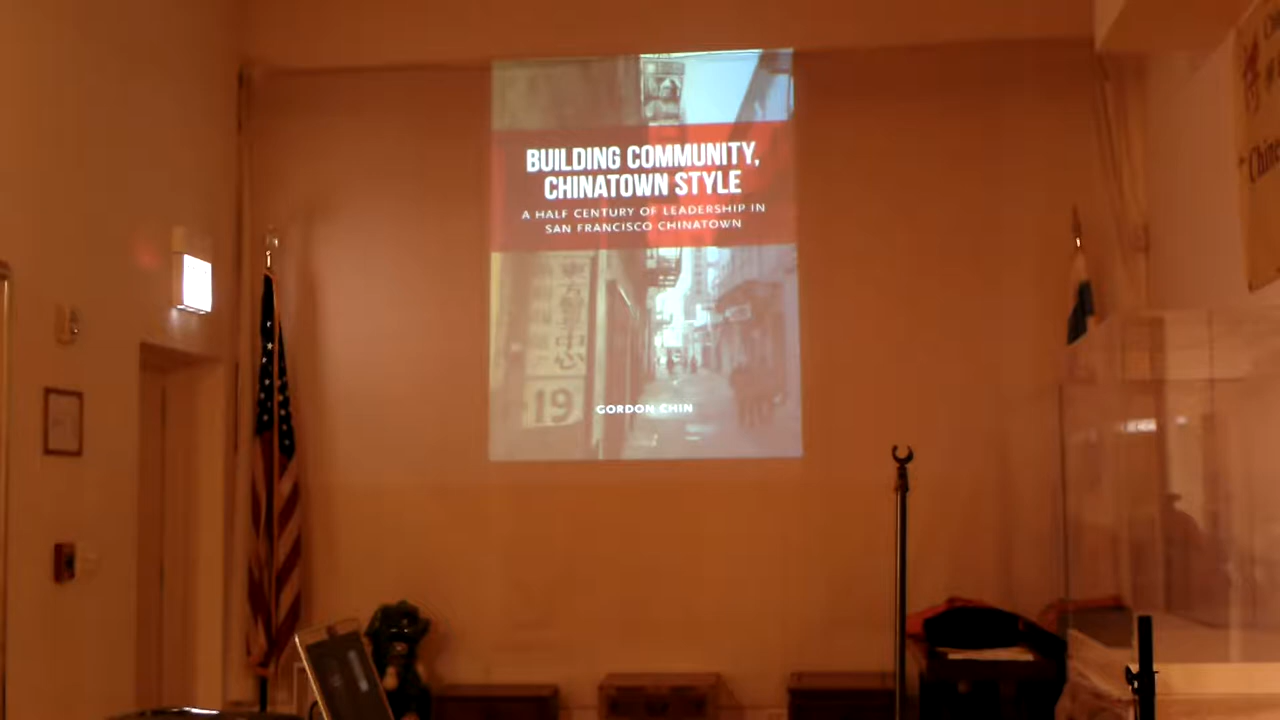 BUILDING COMMUNITY,
CHINATOWN STYLE
A HALF CENTURY OF LEADERSHIP IN
SAN FRANCISCO CHINATOWN
19
GORDON CHIN